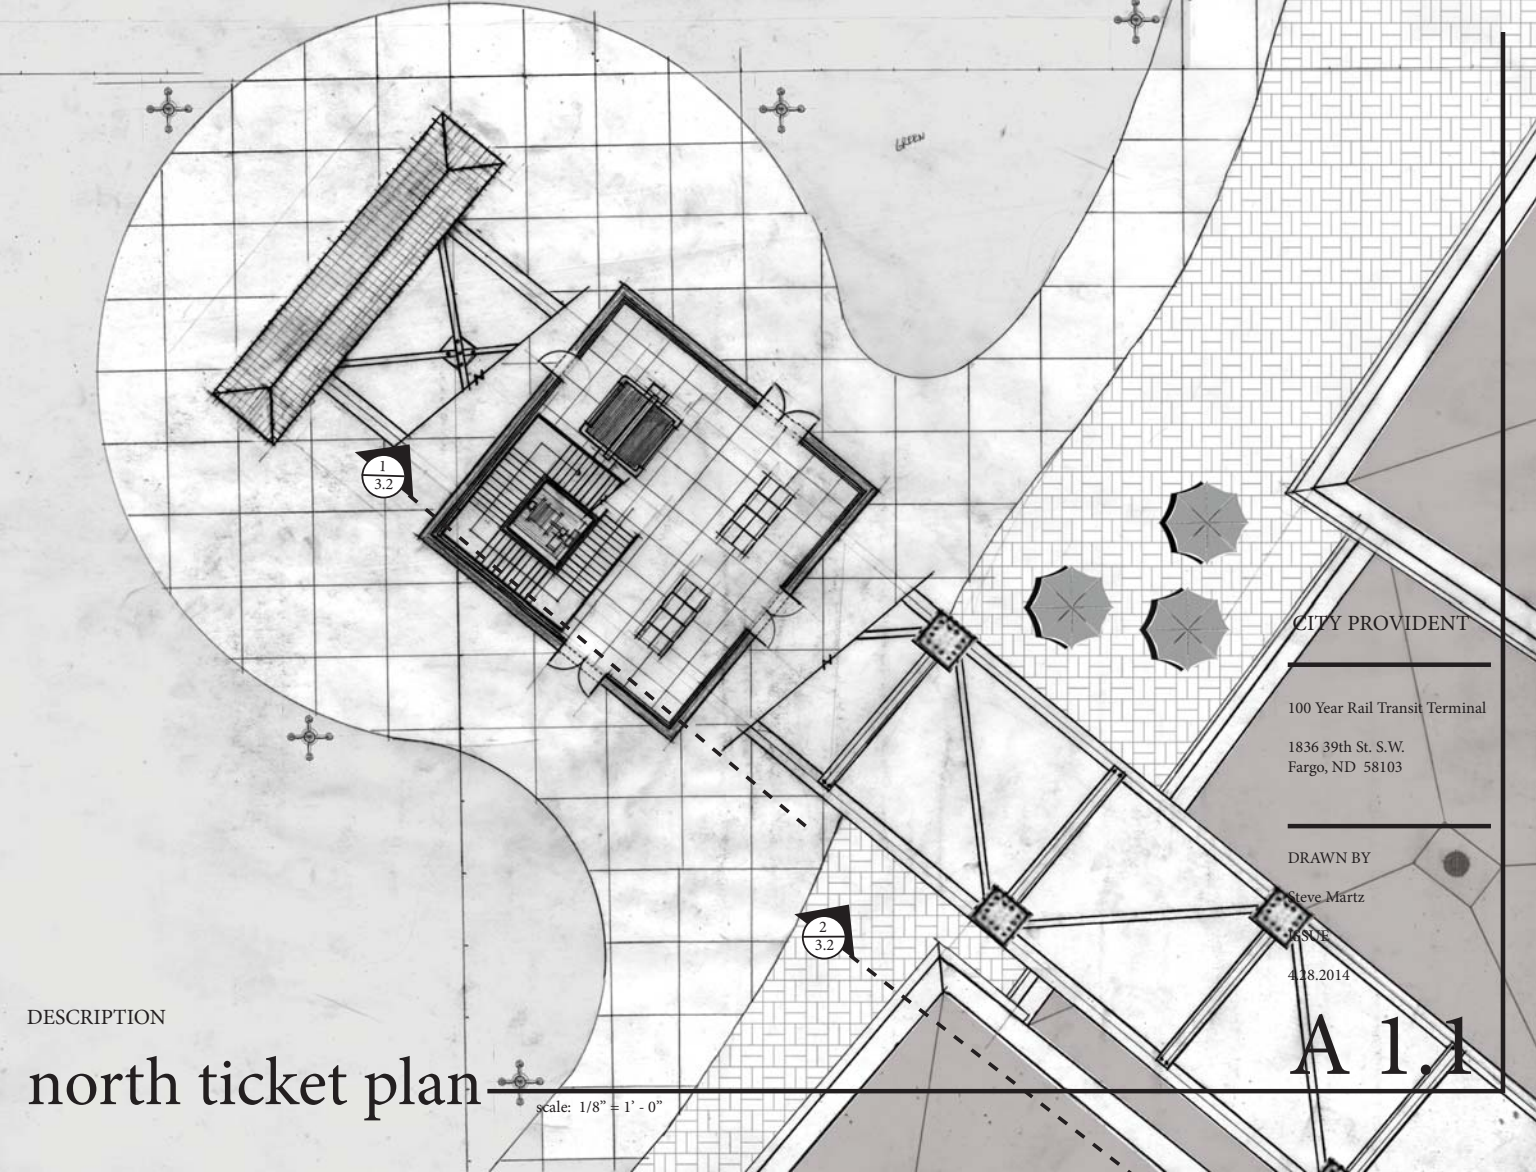 GREEN
1
3.2
CITY PROVIDENT
100 Year Rail Transit Terminal
1836 39th St. S.W.
Fargo, ND 58103
DRAWN BY
Steve Martz
2
3.2
ISSUE
4.28.2014
DESCRIPTION
north ticket plan
A 1.1
scale: 1/8” = 1’ - 0”